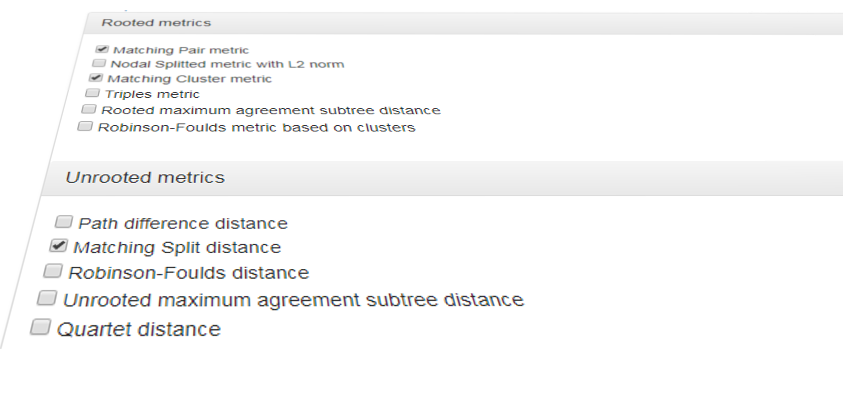 Rooted metrics
Matching Pair metric
Nodal Splitted metric with L2 norm
Matching Cluster metric
Triples metric
Rooted maximum agreement subtree distance
Robinson-Foulds metric based on clusters
Unrooted metrics
Path difference distance
Matching Split distance
Robinson-Foulds distance
Unrooted maximum agreement subtree distance
Quartet distance